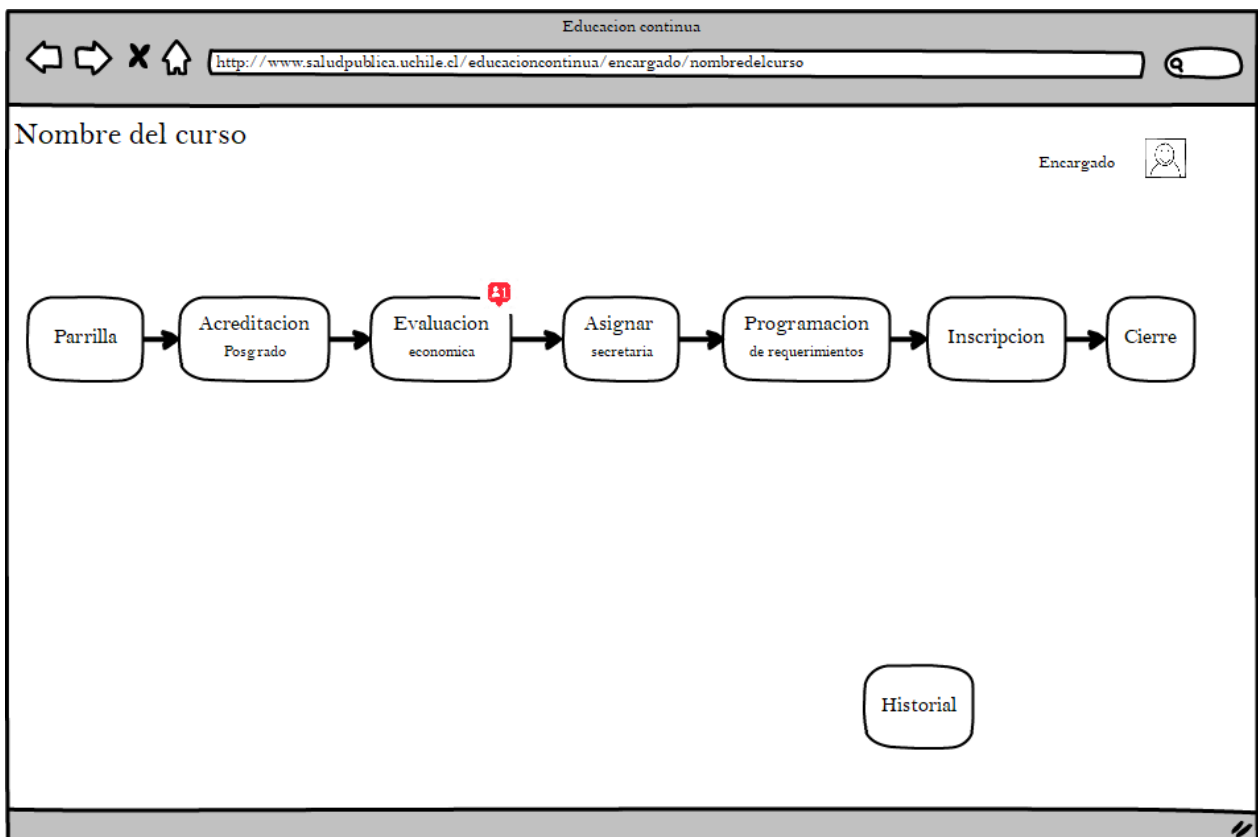 Educacion continua
http://www.saludpublica.uchile.cl/educacioncontinua/encargado/nombredelcurso
Nombre del curso
Encargado
1
Parrilla
Acreditacion
Posgrado
Evaluacion
economica
Asignar
secretaria
Programacion
de requerimientos
Inscripcion
Cierre
Historial